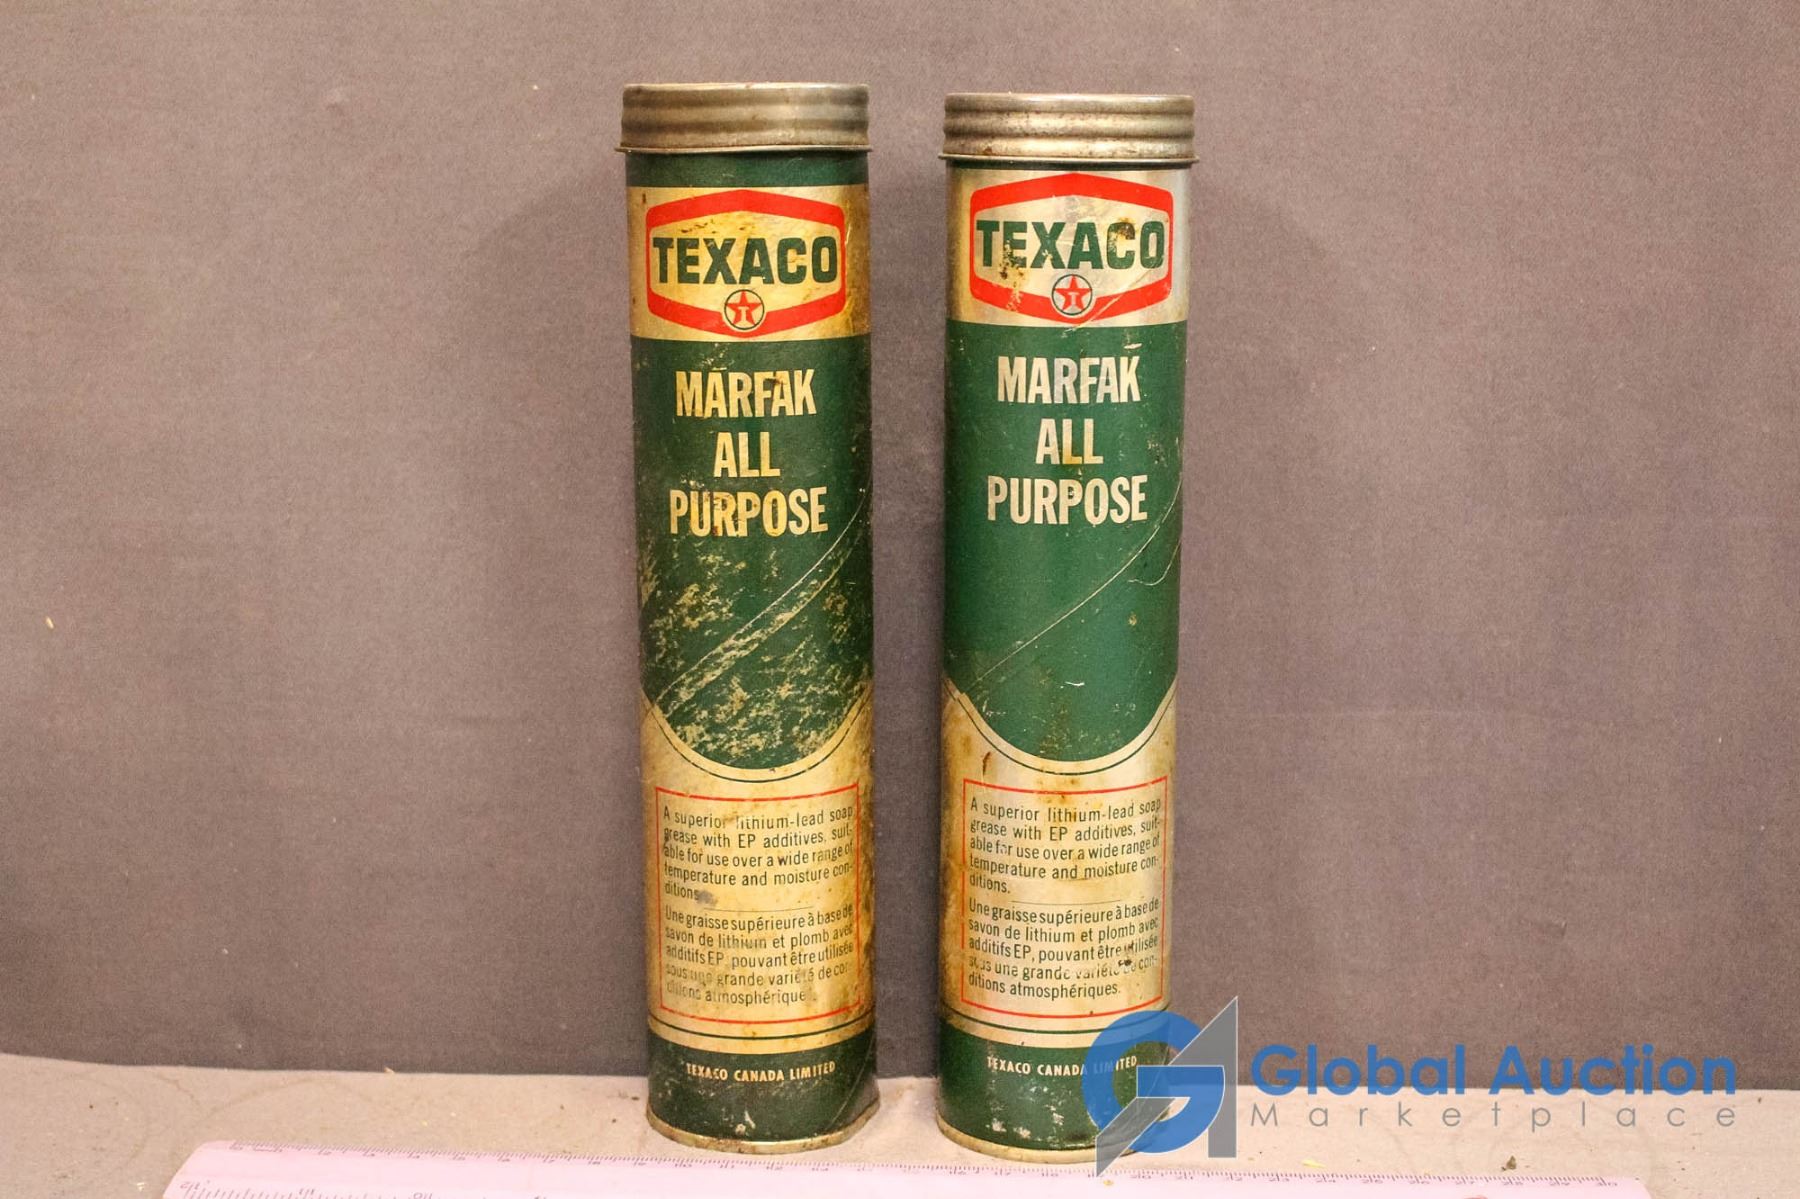 TEXACO
MARFAK
ALL
PURPOSE
A superior lithium-lead soap
grease with EP additives, suit-
able for use over a wide range of
temperature and moisture con-
ditions.
Une graisse supérieure à base de
savon de lithium et plomb avec
additifs EP, pouvant être utilisée
sous une grande variété de con-
ditions atmosphériques.
TEXACO CANADA LIMITED
TEXACO
MARFAK
ALL
PURPOSE
A superior lithium-lead soap
grease with EP additives, suit-
able for use over a wide range of
temperature and moisture con-
ditions.
Une graisse supérieure à base de
savon de lithium et plomb avec
additifs EP, pouvant être utilisée
sous une grande variété de con-
ditions atmosphériques.
TEXACO CANADA LIMITED
Global Auction
Marketplace